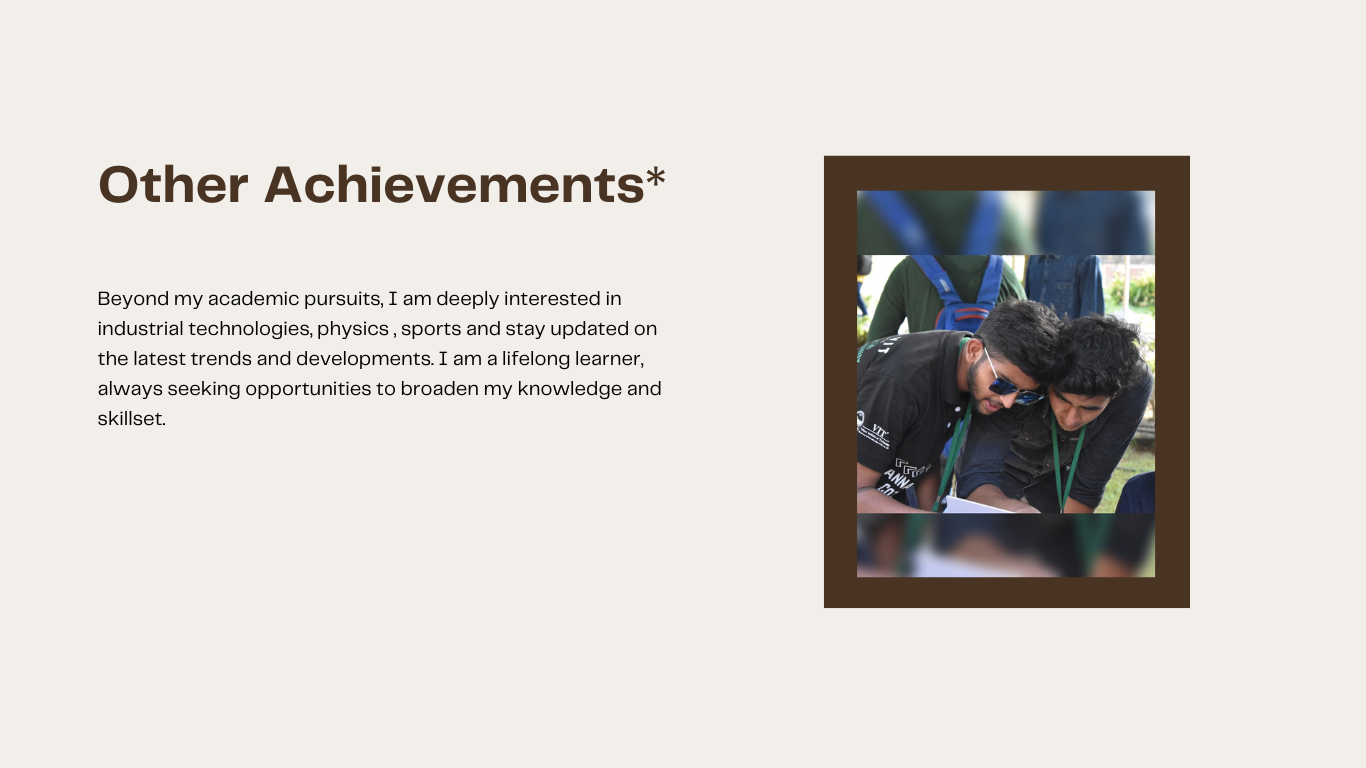 Other Achievements*
Beyond my academic pursuits, I am deeply interested in
industrial technologies, physics , sports and stay updated on
the latest trends and developments. I am a lifelong learner,
always seeking opportunities to broaden my knowledge and
skillset.
VIT